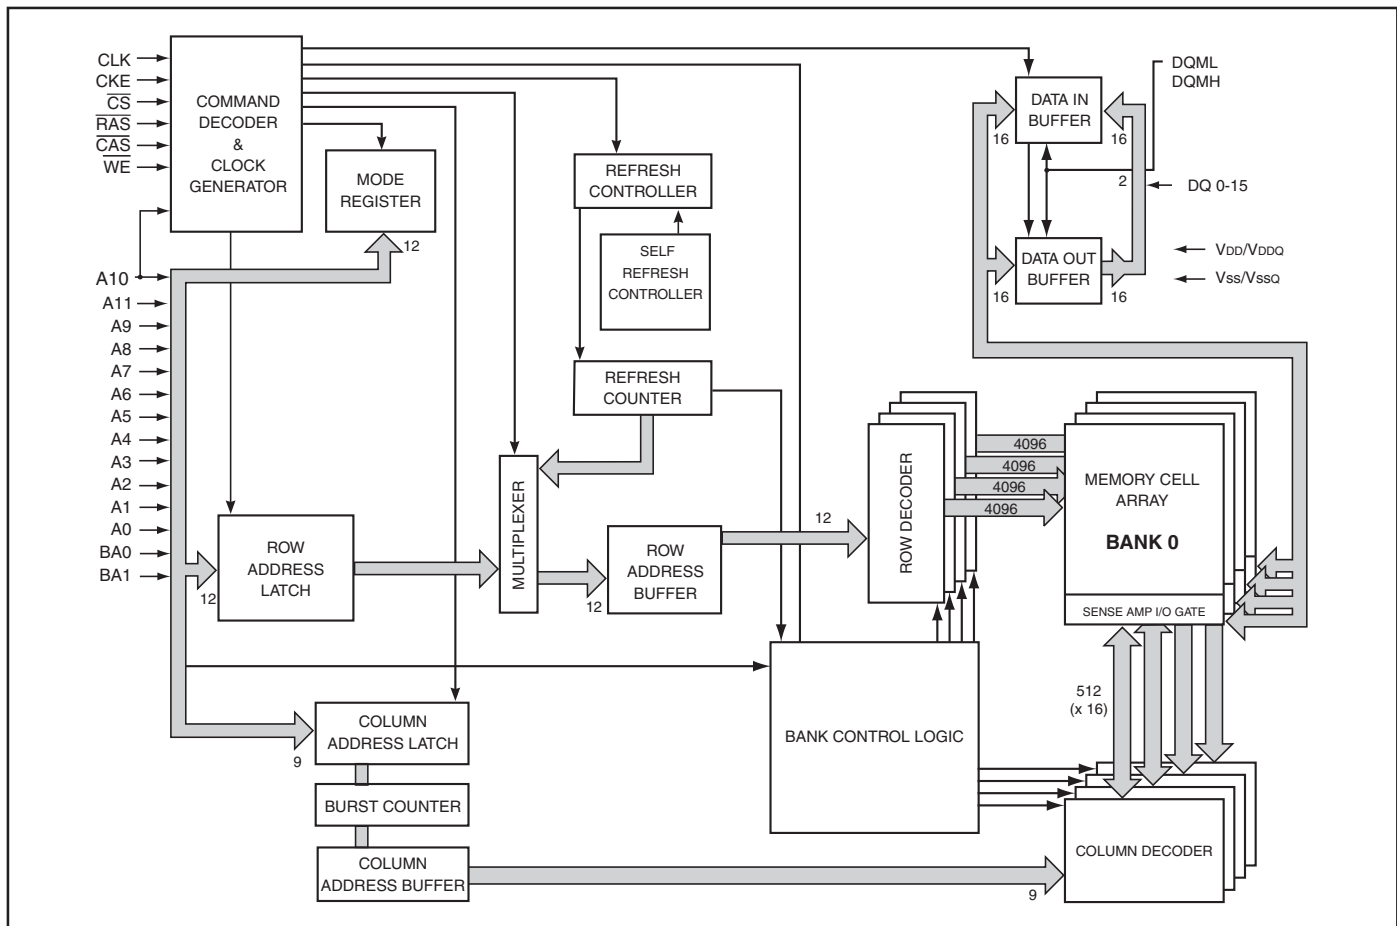 CLK
CKE
CS
RAS
CAS
WE
A10
A11
A9
A8
A7
A6
A5
A4
A3
A2
A1
A0
BA0
BA1
COMMAND
DECODER
&
CLOCK
GENERATOR
MODE
REGISTER
12
REFRESH
CONTROLLER
SELF
REFRESH
CONTROLLER
REFRESH
COUNTER
DQML
DQMH
DATA IN
BUFFER
16
16
2
DQ 0-15
DATA OUT
BUFFER
16
16
VDD/VDDQ
VSS/VSSQ
ROW
ADDRESS
LATCH
12
MULTIPLEXER
12
ROW
ADDRESS
BUFFER
12
ROW DECODER
4096
4096
4096
4096
MEMORY CELL
ARRAY
BANK 0
SENSE AMP I/O GATE
512
(x 16)
BANK CONTROL LOGIC
COLUMN
ADDRESS LATCH
9
BURST COUNTER
COLUMN
ADDRESS BUFFER
9
COLUMN DECODER